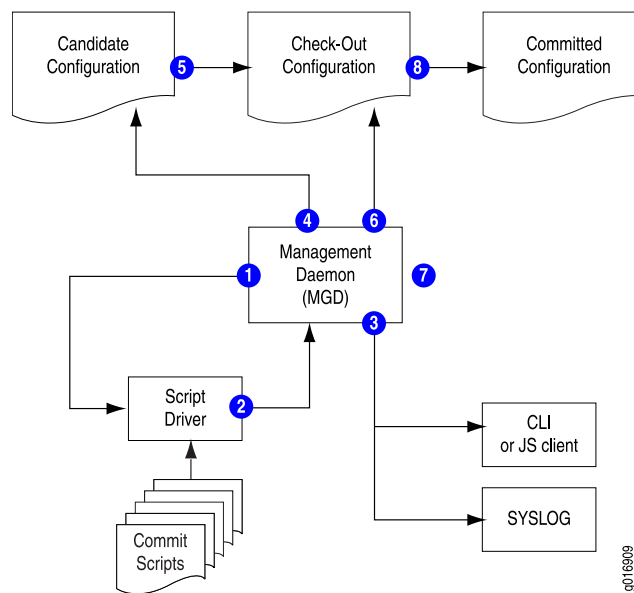 Candidate
Configuration
5
Check-Out
Configuration
8
Committed
Configuration
4
6
1
Management
Daemon
(MGD)
7
3
Script
Driver
2
CLI
or JS client
SYSLOG
Commit
Scripts
g016909